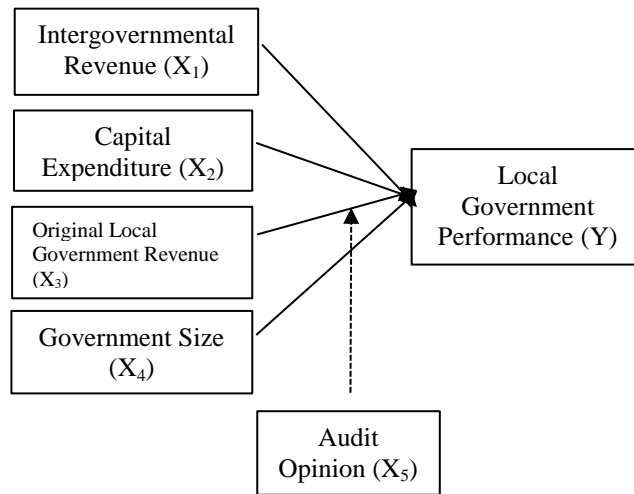 Intergovernmental
Revenue (X₁)
Capital
Expenditure (X₂)
Original Local
Government Revenue
(X₃)
Government Size
(X₄)
Local
Government
Performance (Y)
Audit
Opinion (X₅)